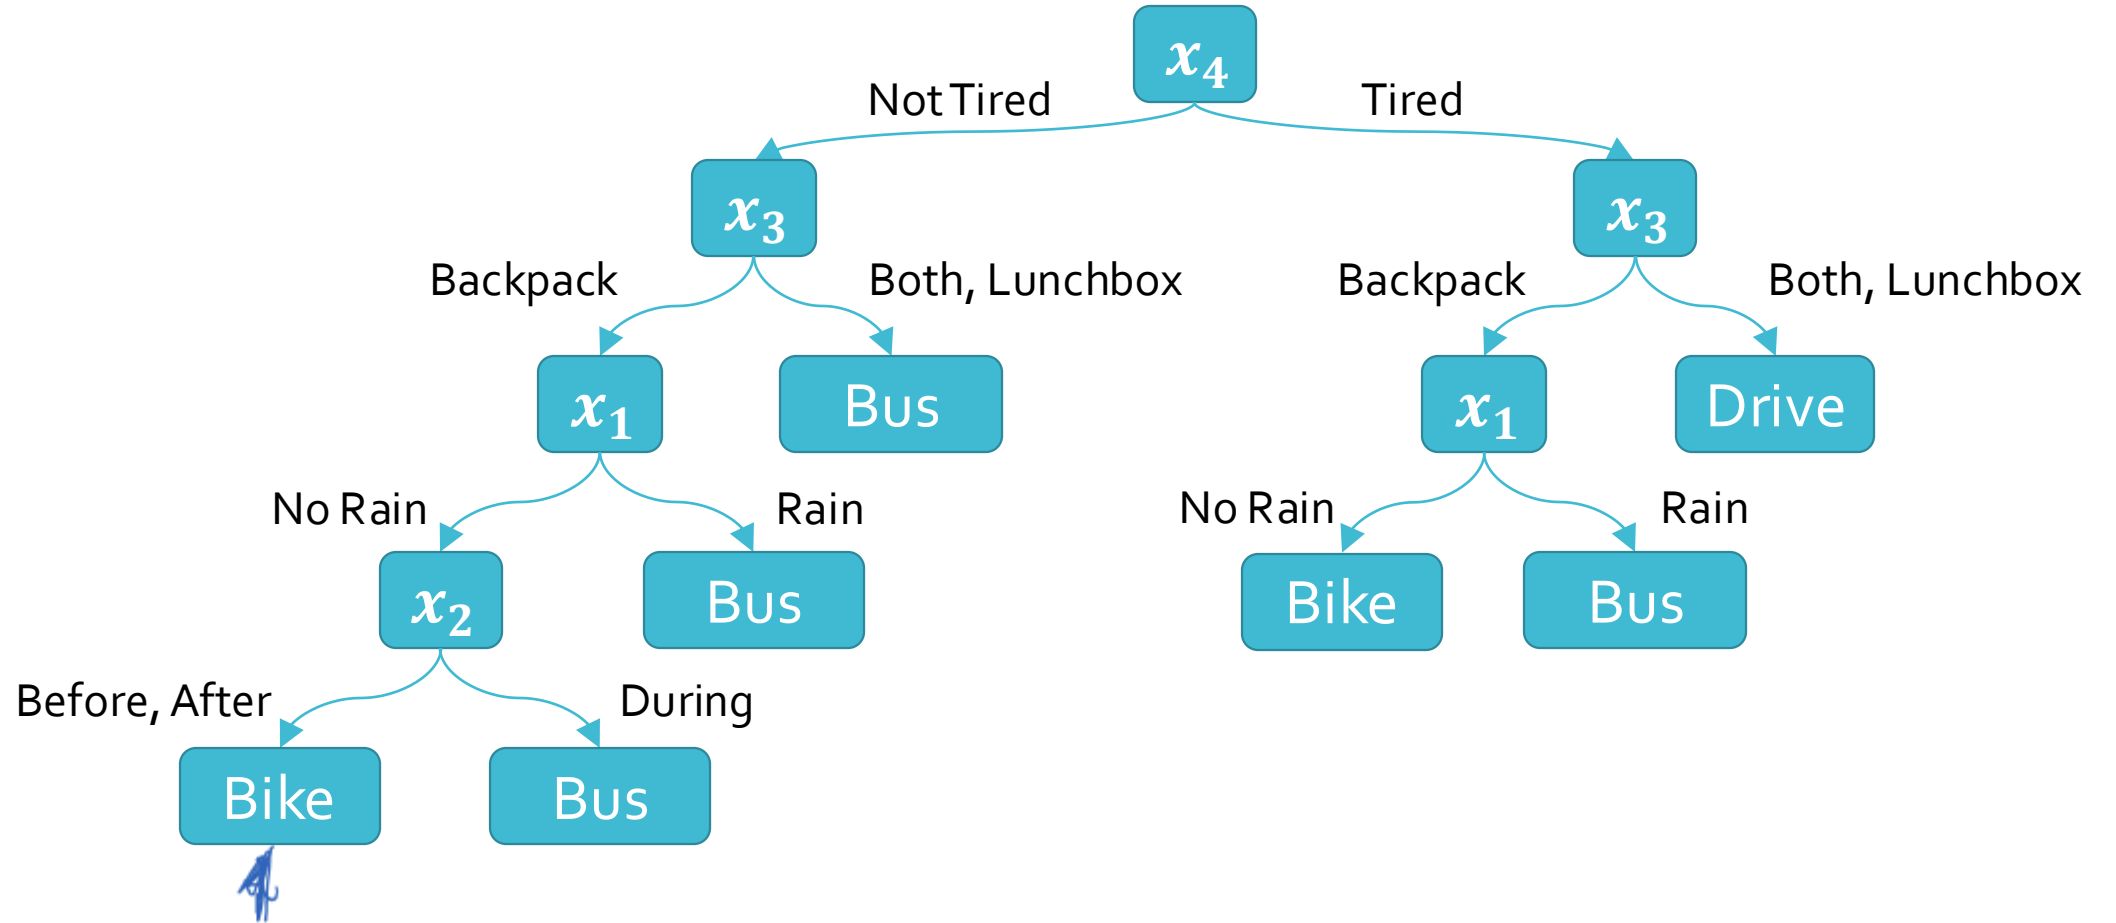 x₄
Not Tired Tired
x₃ x₃
Backpack Both, Lunchbox Backpack Both, Lunchbox
x₁ Bus x₁ Drive
No Rain Rain No Rain Rain
x₂ Bus Bike Bus
Before, After During
Bike Bus